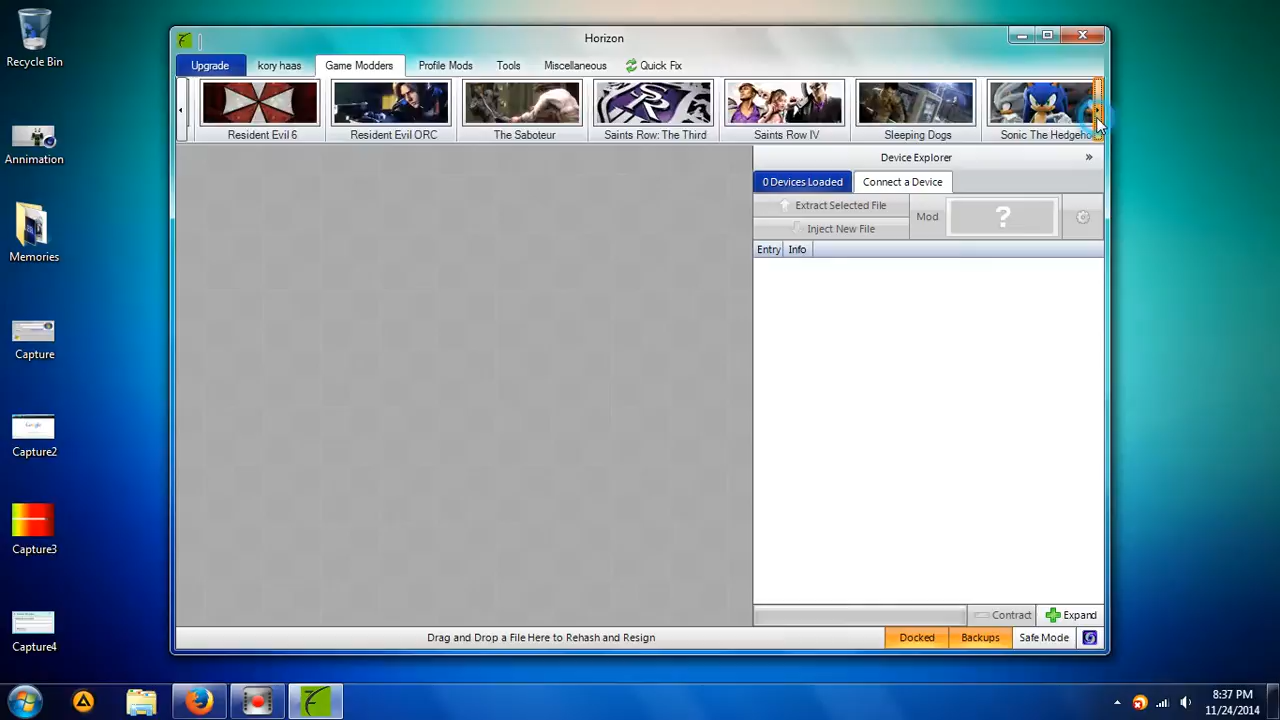 Recycle Bin
Annimation
Memories
Capture
Capture2
Capture3
Capture4
Horizon
Upgrade
kory haas
Game Modders
Profile Mods
Tools
Miscellaneous
Quick Fix
Resident Evil 6
Resident Evil ORC
The Saboteur
Saints Row: The Third
Saints Row IV
Sleeping Dogs
Sonic The Hedgeho
Device Explorer
»
0 Devices Loaded
Connect a Device
Extract Selected File
Inject New File
Mod
?
Entry
Info
Contract
Expand
Drag and Drop a File Here to Rehash and Resign
Docked
Backups
Safe Mode
8:37 PM
11/24/2014